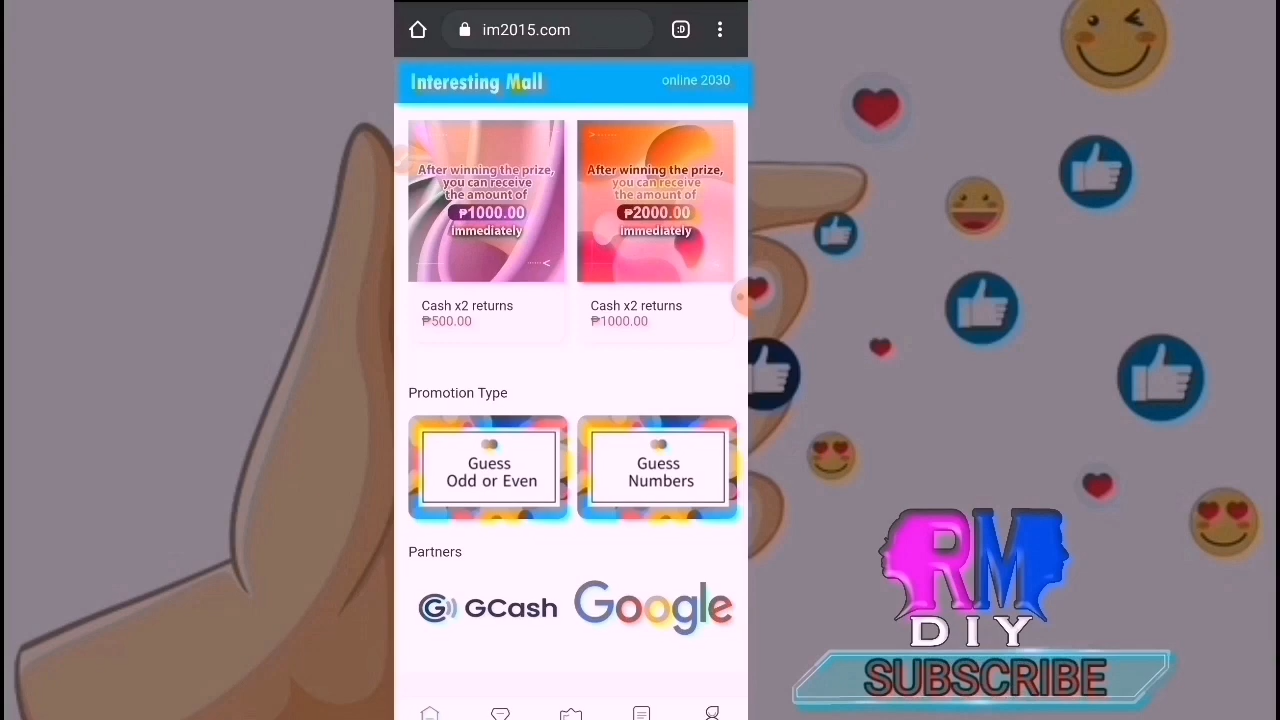 im2015.com
:D
Interesting Mall
online 2030
After winning the prize,
you can receive
the amount of
₱1000.00
immediately
After winning the prize,
you can receive
the amount of
₱2000.00
immediately
Cash x2 returns
₱500.00
Cash x2 returns
₱1000.00
Promotion Type
Guess
Odd or Even
Guess
Numbers
Partners
GCash
Google
RM
DIY
SUBSCRIBE